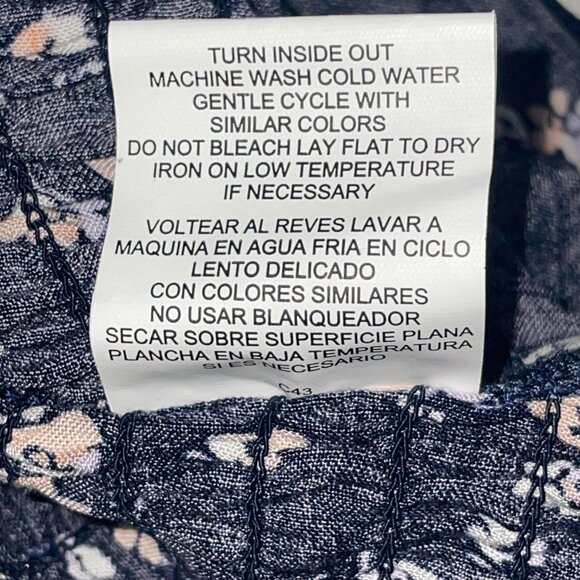 TURN INSIDE OUT
MACHINE WASH COLD WATER
GENTLE CYCLE WITH
SIMILAR COLORS
DO NOT BLEACH LAY FLAT TO DRY
IRON ON LOW TEMPERATURE
IF NECESSARY
VOLTEAR AL REVES LAVAR A
MAQUINA EN AGUA FRIA EN CICLO
LENTO DELICADO
CON COLORES SIMILARES
NO USAR BLANQUEADOR
SECAR SOBRE SUPERFICIE PLANA
PLANCHA EN BAJA TEMPERATURA
SI ES NECESARIO
C43